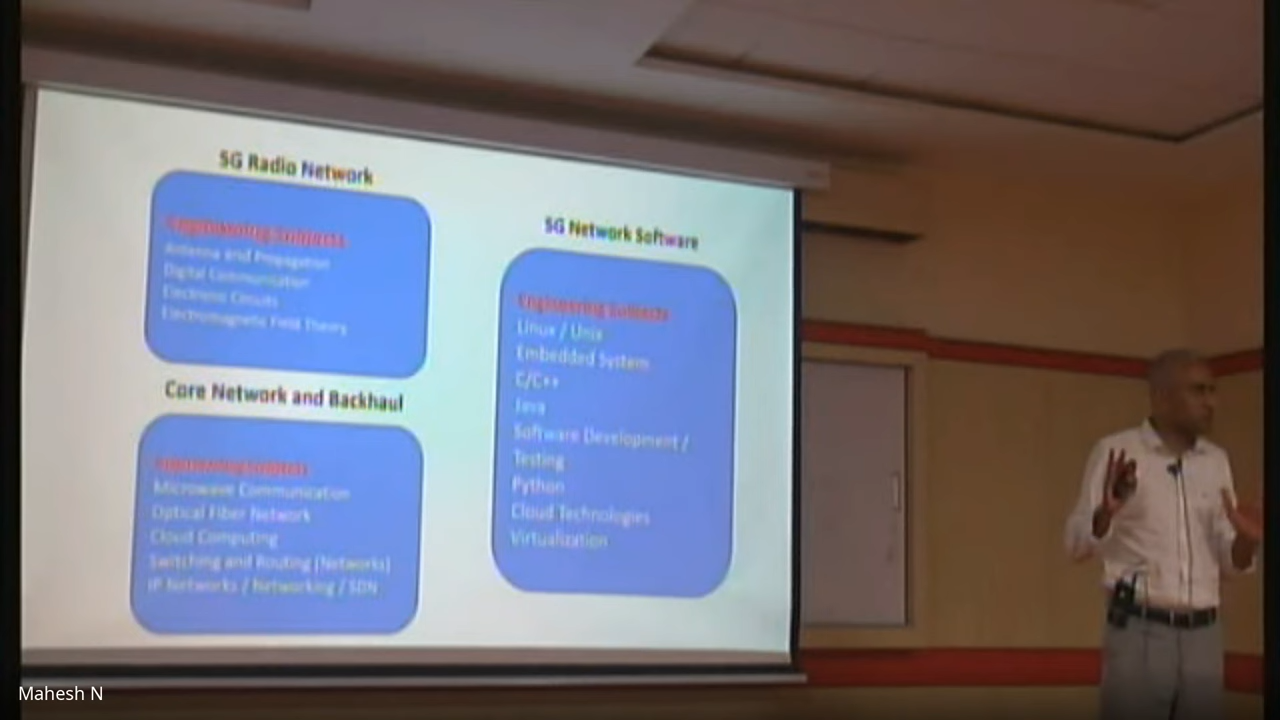 5G Radio Network
Engineering Subjects
Antenna and Propagation
Digital Communication
Electronic Circuits
Electromagnetic Field Theory
Core Network and Backhaul
Engineering Subjects
Microwave Communication
Optical Fiber Network
Cloud Computing
Switching and Routing (Networks)
IP Networks / Networking / SDN
5G Network Software
Engineering Subjects
Linux / Unix
Embedded System
C/C++
Java
Software Development /
Testing
Python
Cloud Technologies
Virtualization
Mahesh N